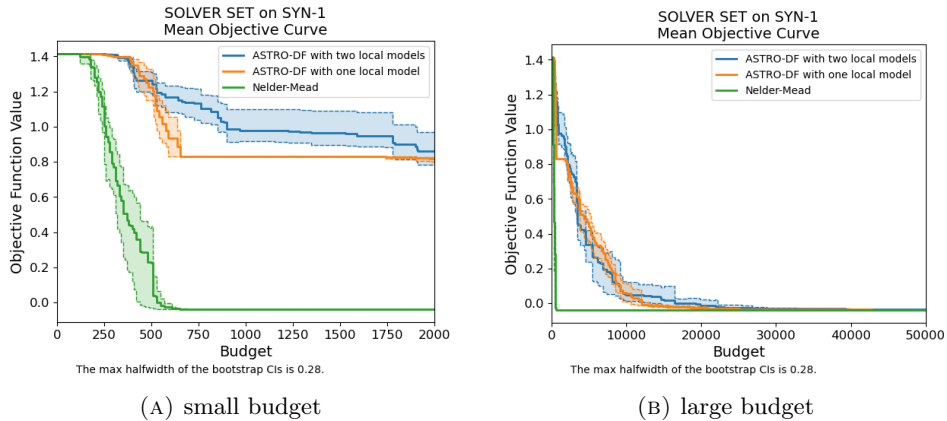 SOLVER SET on SYN-1
Mean Objective Curve
1.4
1.2
1.0
0.8
0.6
0.4
0.2
0.0
Objective Function Value
ASTRO-DF with two local models
ASTRO-DF with one local model
Nelder-Mead
0 250 500 750 1000 1250 1500 1750 2000
Budget
The max halfwidth of the bootstrap CIs is 0.28.
(A) small budget
SOLVER SET on SYN-1
Mean Objective Curve
1.4
1.2
1.0
0.8
0.6
0.4
0.2
0.0
Objective Function Value
ASTRO-DF with two local models
ASTRO-DF with one local model
Nelder-Mead
0 10000 20000 30000 40000 50000
Budget
The max halfwidth of the bootstrap CIs is 0.28.
(B) large budget